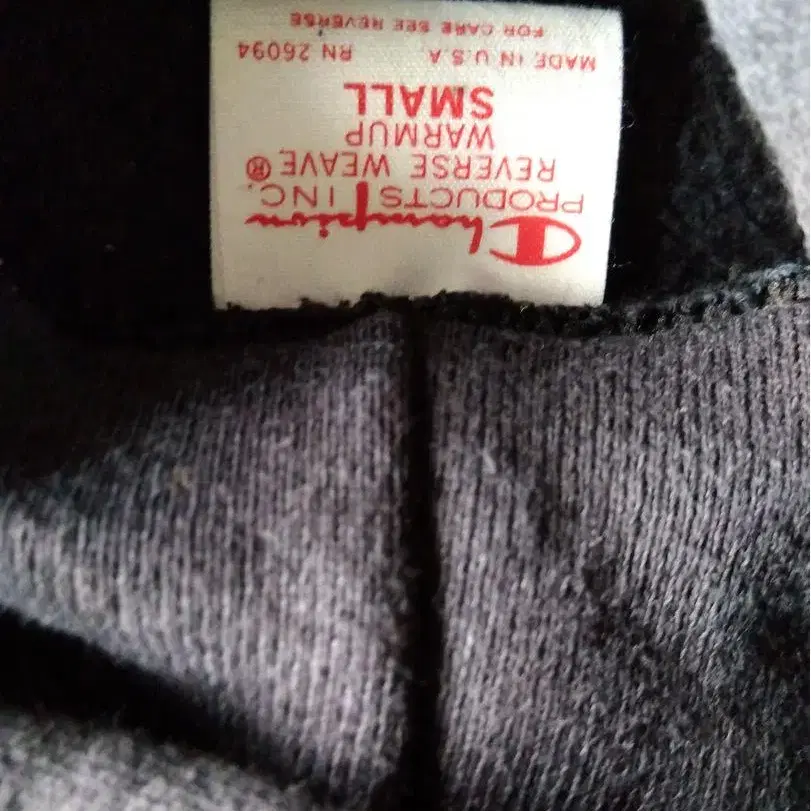 Champion
PRODUCTS INC.
REVERSE WEAVE®
WARMUP
SMALL
MADE IN U.S.A. RN 26094
FOR CARE SEE REVERSE